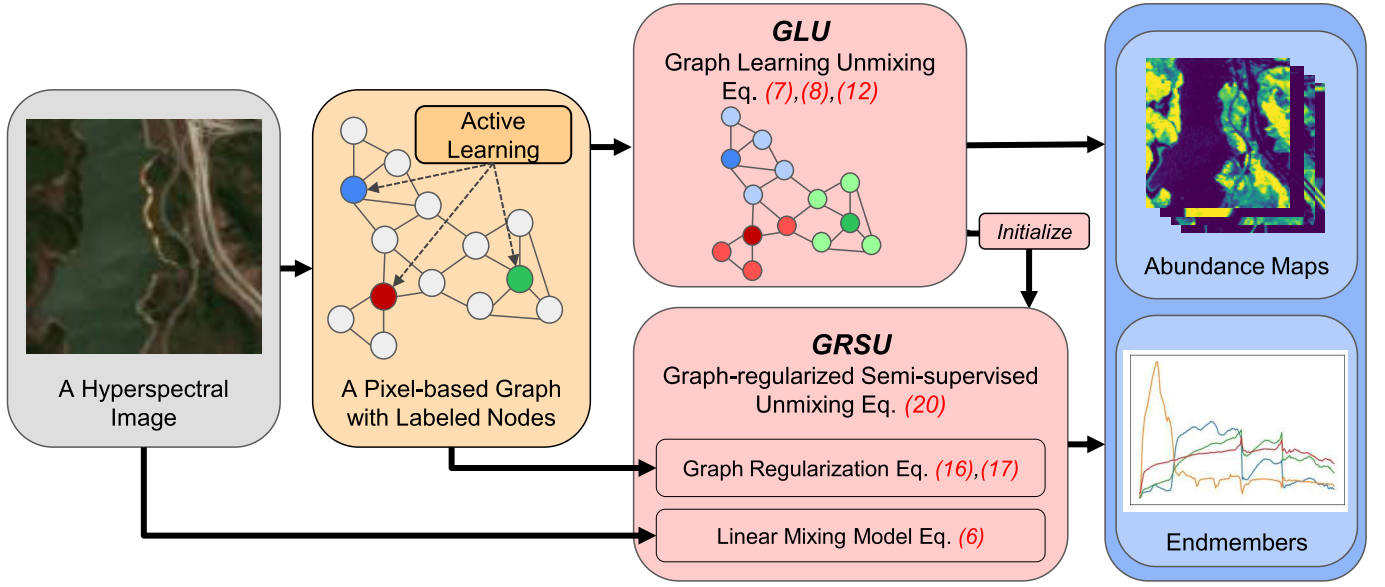 A Hyperspectral
Image
Active
Learning
A Pixel-based Graph
with Labeled Nodes
GLU
Graph Learning Unmixing
Eq. (7),(8),(12)
Initialize
GRSU
Graph-regularized Semi-supervised
Unmixing Eq. (20)
Graph Regularization Eq. (16),(17)
Linear Mixing Model Eq. (6)
Abundance Maps
Endmembers